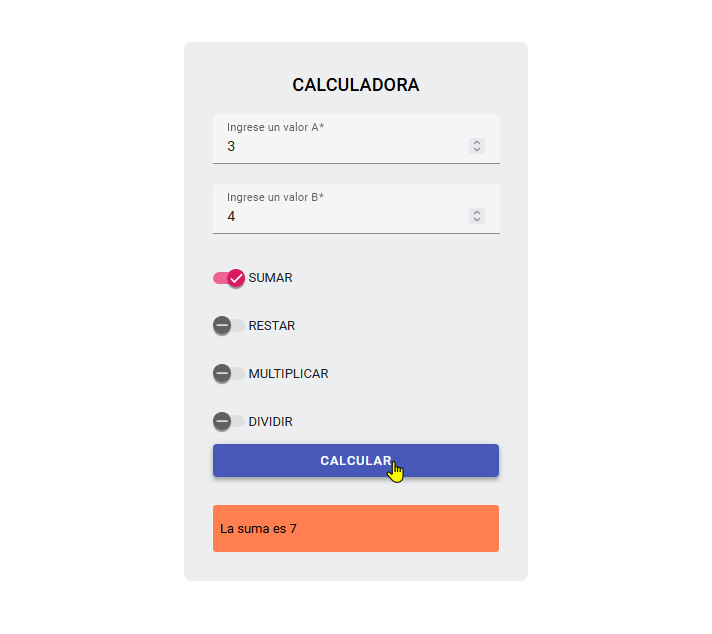 CALCULADORA
Ingrese un valor A*
3
Ingrese un valor B*
4
SUMAR
RESTAR
MULTIPLICAR
DIVIDIR
CALCULAR
La suma es 7